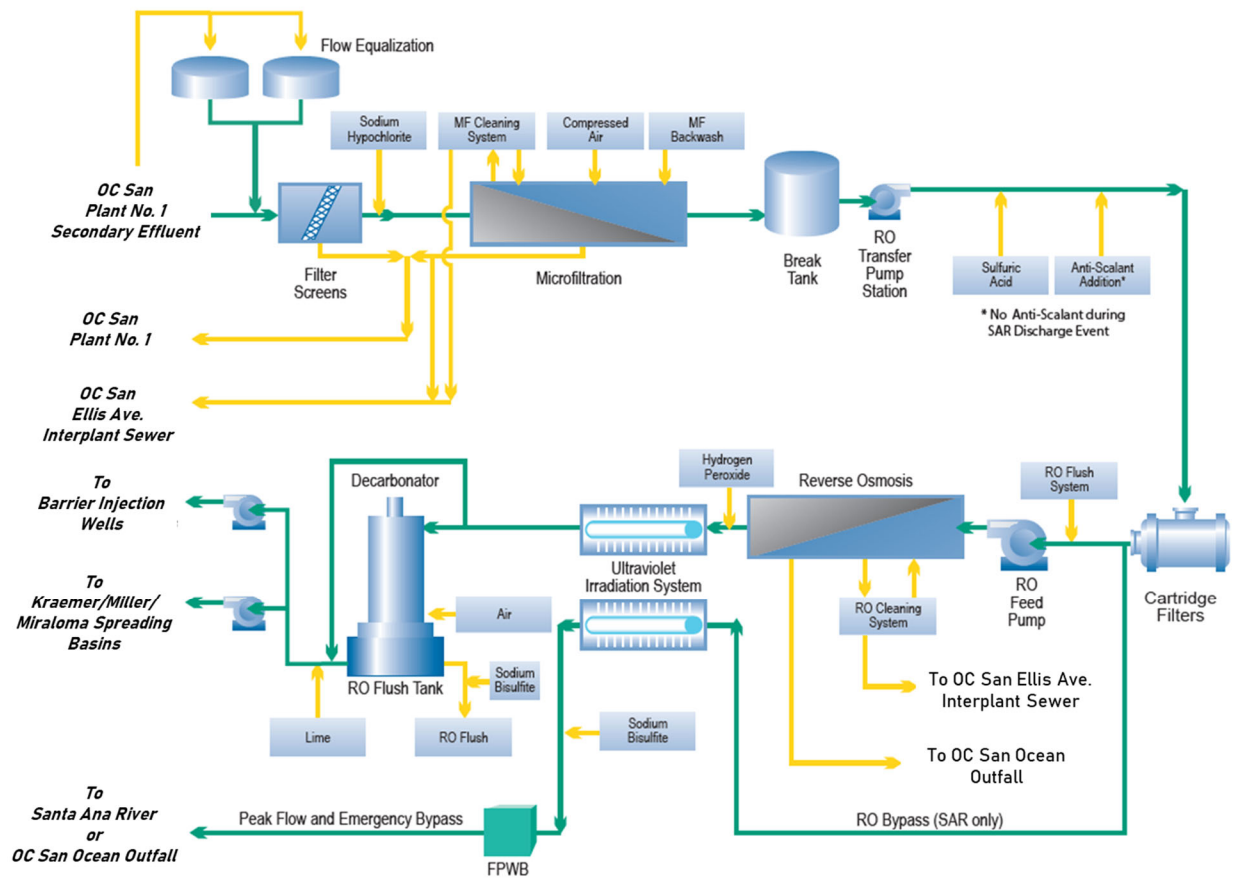 Flow Equalization
Sodium
Hypochlorite
MF Cleaning
System
Compressed
Air
MF
Backwash
OC San
Plant No. 1
Secondary Effluent
Filter
Screens
Microfiltration
Break
Tank
RO
Transfer
Pump
Station
Sulfuric
Acid
Anti-Scalant
Addition*
* No Anti-Scalant during
SAR Discharge Event
OC San
Plant No. 1
OC San
Ellis Ave.
Interplant Sewer
To
Barrier Injection
Wells
Decarbonator
Hydrogen
Peroxide
Reverse Osmosis
RO Flush
System
Ultraviolet
Irradiation System
RO
Feed
Pump
Cartridge
Filters
To
Kraemer/Miller/
Miraloma Spreading
Basins
Air
RO Cleaning
System
RO Flush Tank
Sodium
Bisulfite
To OC San Ellis Ave.
Interplant Sewer
Lime
RO Flush
Sodium
Bisulfite
To OC San Ocean
Outfall
To
Santa Ana River
or
OC San Ocean Outfall
Peak Flow and Emergency Bypass
FPWB
RO Bypass (SAR only)